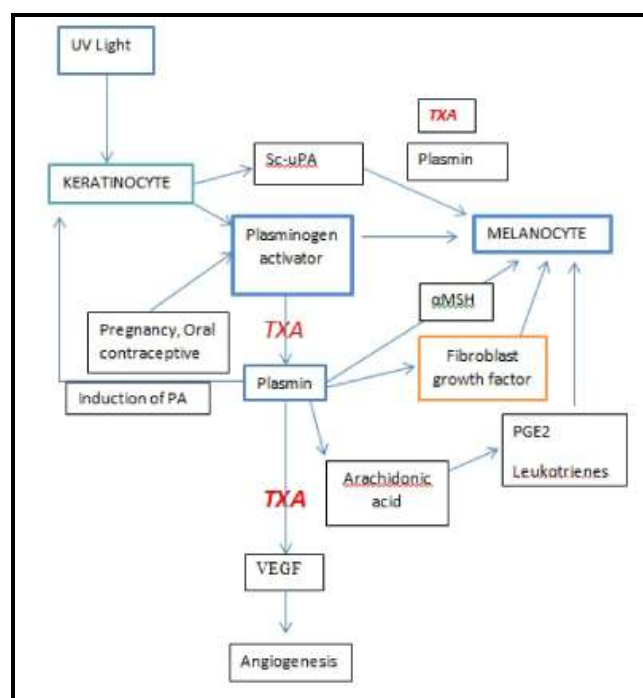 UV Light
TXA
Sc-uPA
Plasmin
KERATINOCYTE
Plasminogen
activator
MELANOCYTE
αMSH
Pregnancy, Oral
contraceptive
TXA
Fibroblast
growth factor
Plasmin
Induction of PA
PGE2
Leukotrienes
Arachidonic
acid
TXA
VEGF
Angiogenesis